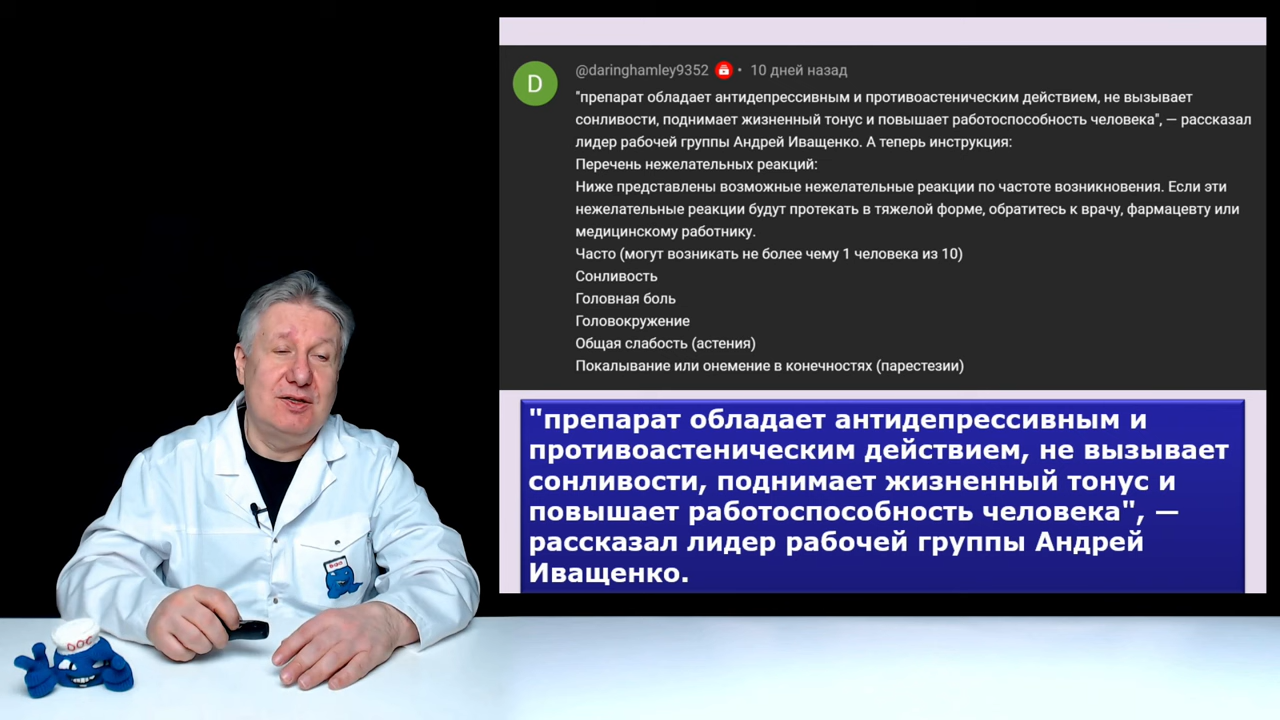 D
@daringhamley9352 • 10 дней назад
"препарат обладает антидепрессивным и противоастеническим действием, не вызывает
сонливости, поднимает жизненный тонус и повышает работоспособность человека", — рассказал
лидер рабочей группы Андрей Иващенко. А теперь инструкция:
Перечень нежелательных реакций:
Ниже представлены возможные нежелательные реакции по частоте возникновения. Если эти
нежелательные реакции будут протекать в тяжелой форме, обратитесь к врачу, фармацевту или
медицинскому работнику.
Часто (могут возникать не более чему 1 человека из 10)
Сонливость
Головная боль
Головокружение
Общая слабость (астения)
Покалывание или онемение в конечностях (парестезии)
"препарат обладает антидепрессивным и
противоастеническим действием, не вызывает
сонливости, поднимает жизненный тонус и
повышает работоспособность человека", —
рассказал лидер рабочей группы Андрей
Иващенко.
DOC